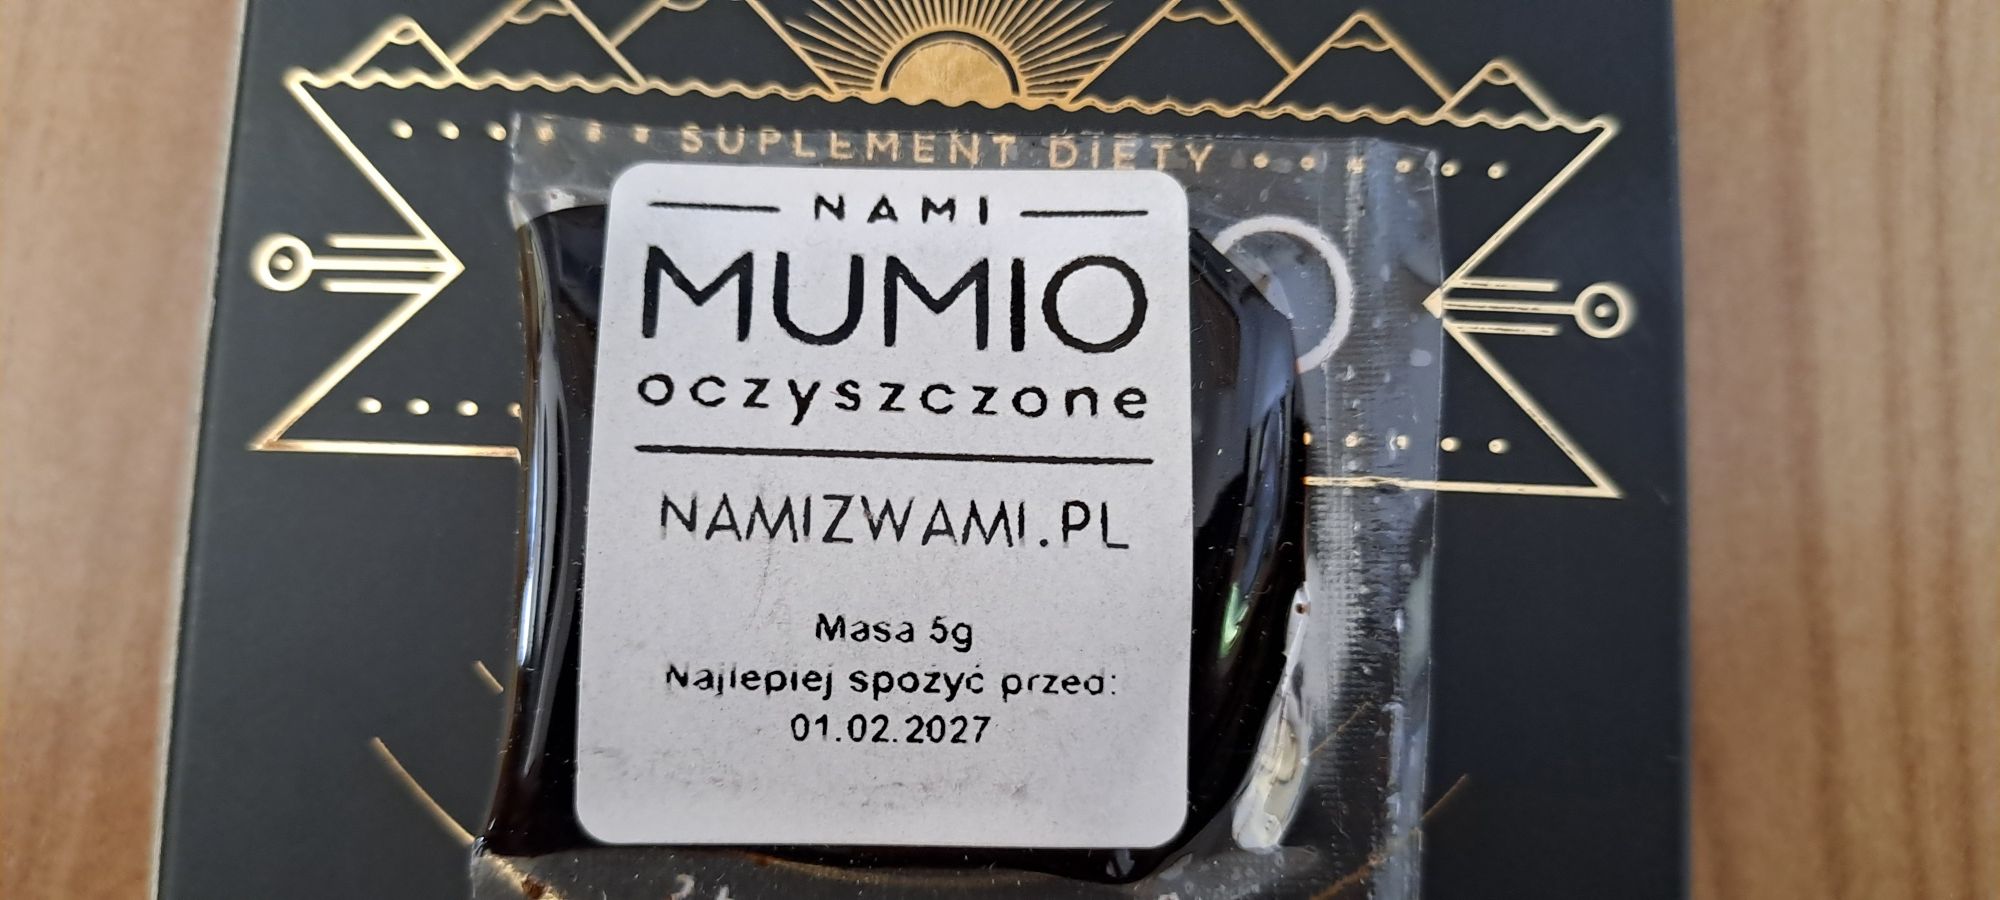 SUPLEMENT DIETY
NAMI
MUMIO
oczyszczone
NAMIZWAMI.PL
Masa 5g
Najlepiej spożyć przed:
01.02.2027